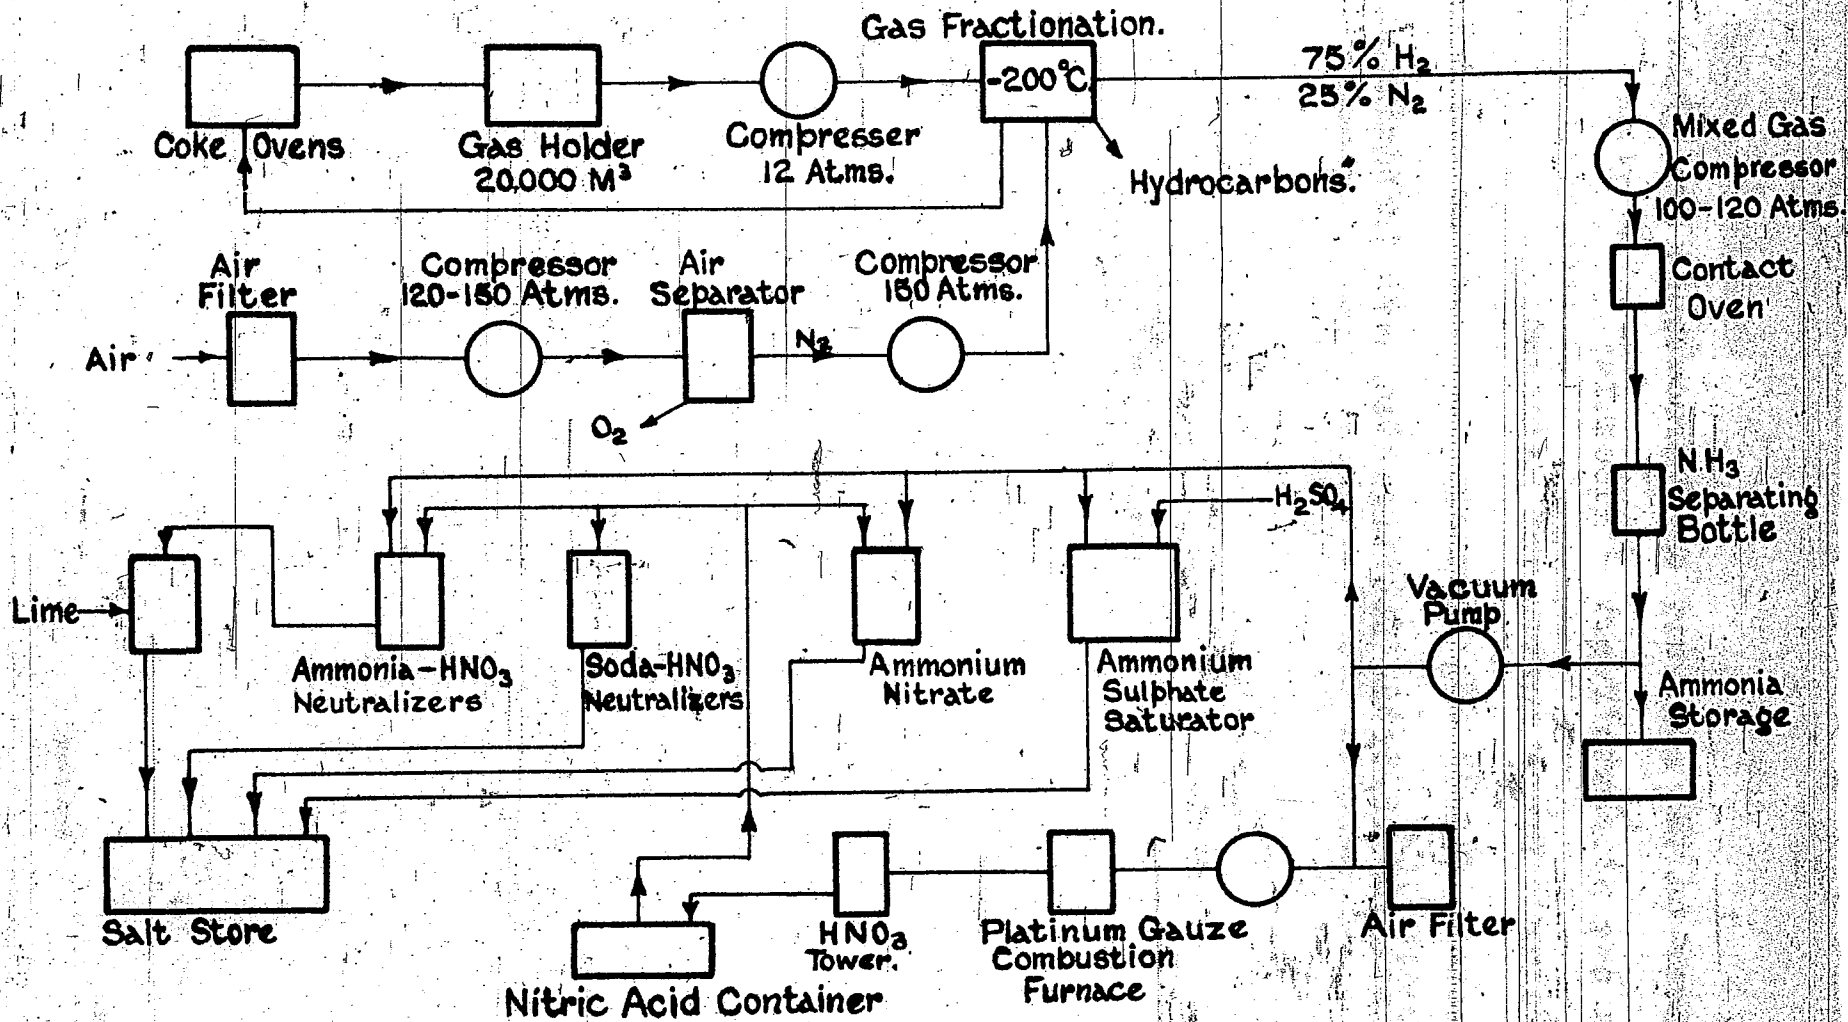 Gas Fractionation.
-200°C
75% H₂
25% N₂
Coke Ovens
Gas Holder
20,000 M³
Compresser
12 Atms.
Hydrocarbons.*
Mixed Gas
Compressor
100-120 Atms.
Contact
Oven
Air
Filter
Compressor
120-150 Atms.
Air
Separator
Compressor
150 Atms.
Air
N₂
O₂
N.H₃
Separating
Bottle
H₂SO₄
Lime
Vacuum
Pump
Ammonia-HNO₃
Neutralizers
Soda-HNO₃
Neutralizers
Ammonium
Nitrate
Ammonium
Sulphate
Saturator
Ammonia
Storage
Salt Store
Nitric Acid Container
HNO₃
Tower.
Platinum Gauze
Combustion
Furnace
Air Filter